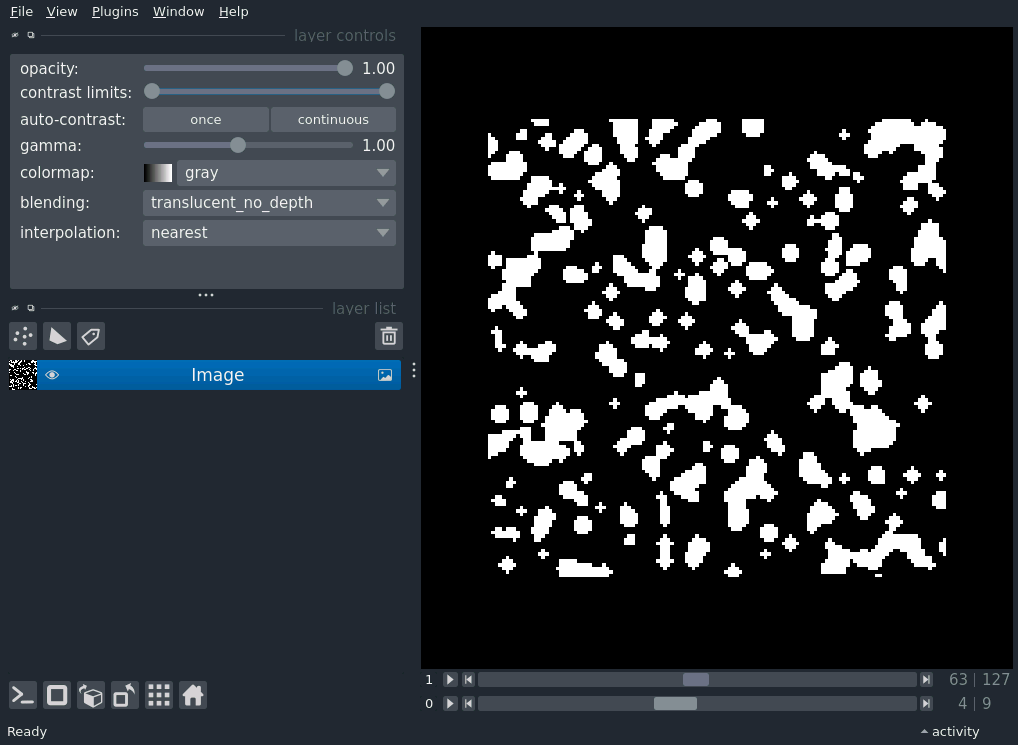 File View Plugins Window Help
layer controls
opacity: 1.00
contrast limits:
auto-contrast: once continuous
gamma: 1.00
colormap: gray
blending: translucent_no_depth
interpolation: nearest
layer list
Image
1 63 | 127
0 4 | 9
Ready activity